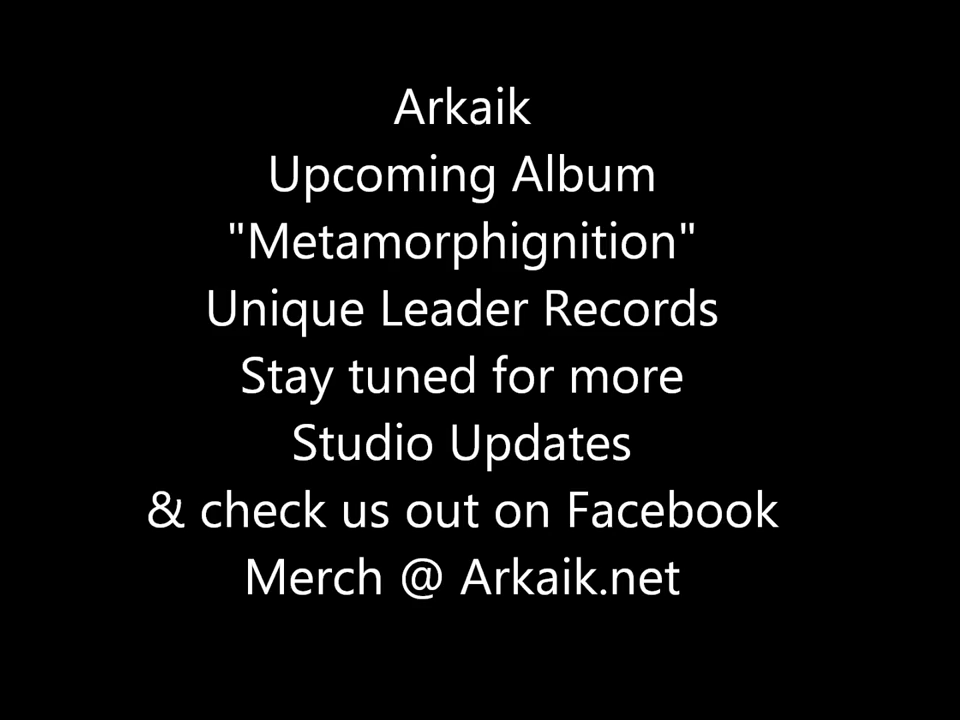 Arkaik
Upcoming Album
"Metamorphignition"
Unique Leader Records
Stay tuned for more
Studio Updates
& check us out on Facebook
Merch @ Arkaik.net